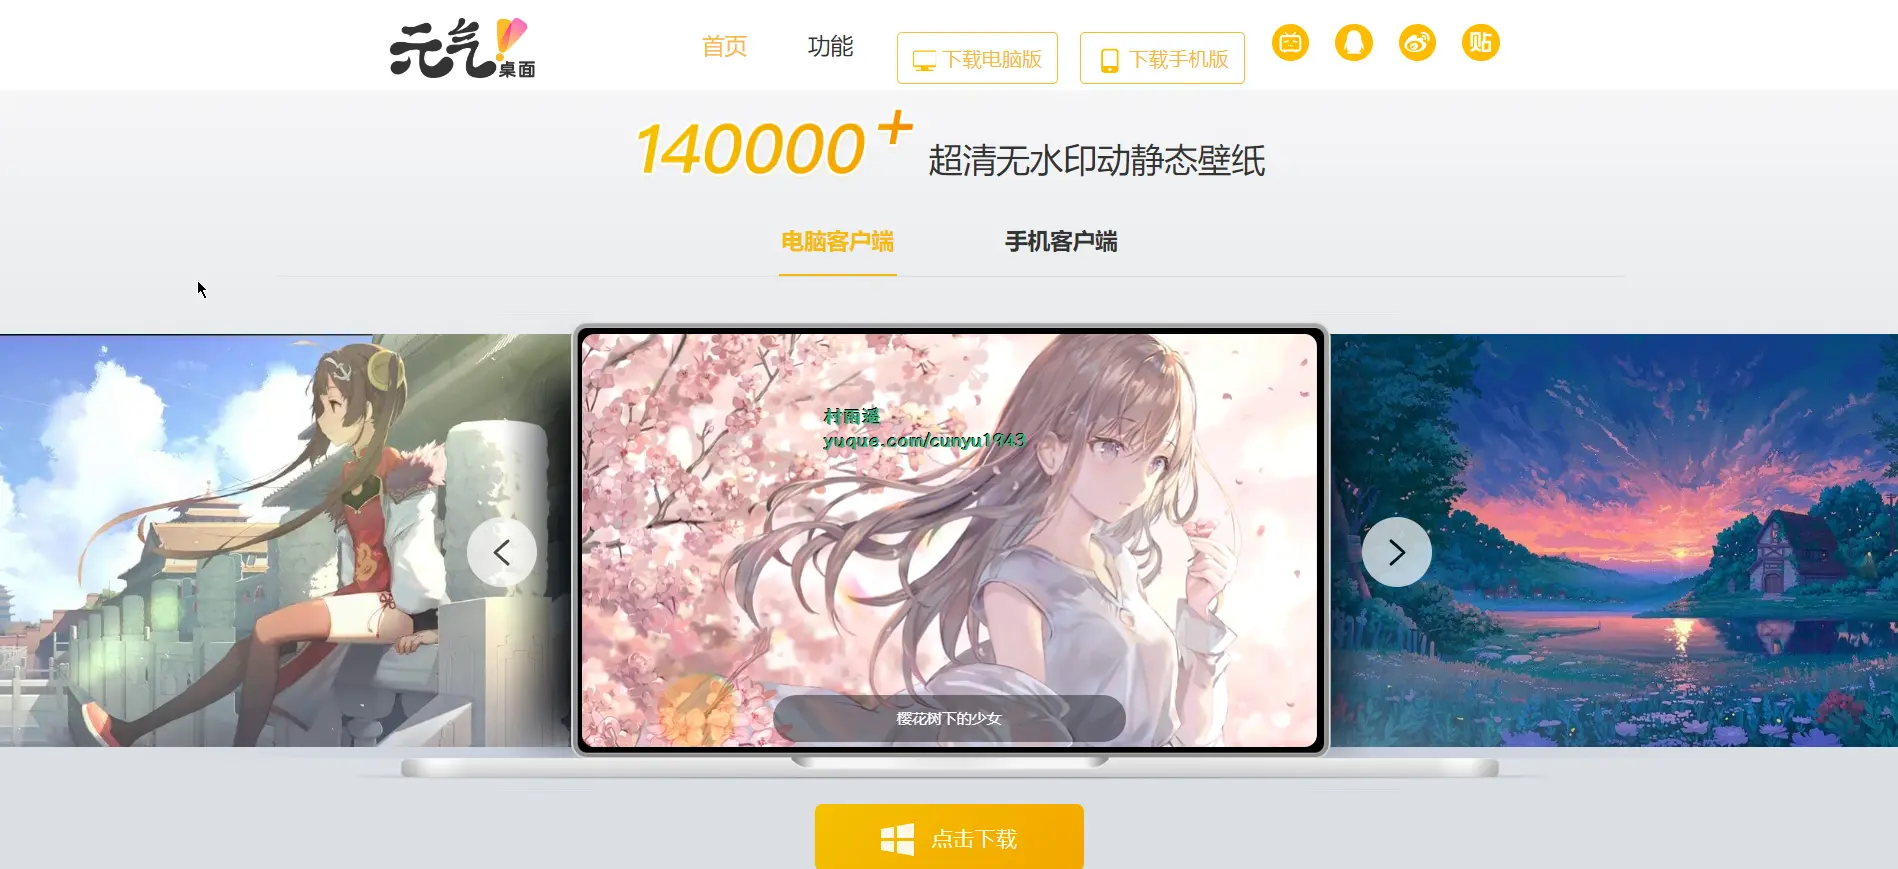 元气!
桌面
首页
功能
下载电脑版
下载手机版
贴
140000+
超清无水印动静态壁纸
电脑客户端
手机客户端
村雨遥
yuque.com/cunyu1943
樱花树下的少女
点击下载